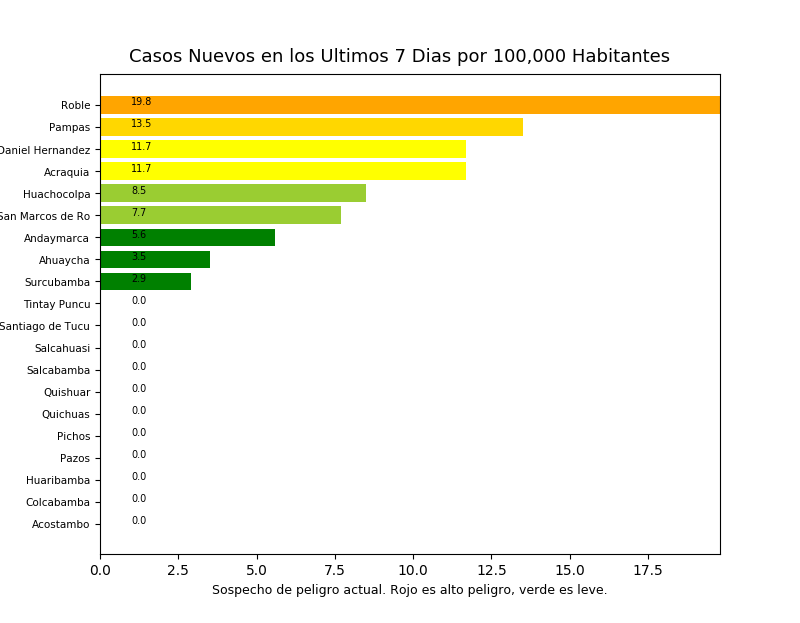 Casos Nuevos en los Ultimos 7 Dias por 100,000 Habitantes
Roble 19.8
Pampas 13.5
Daniel Hernandez 11.7
Acraquia 11.7
Huachocolpa 8.5
San Marcos de Ro 7.7
Andaymarca 5.6
Ahuaycha 3.5
Surcubamba 2.9
Tintay Puncu 0.0
Santiago de Tucu 0.0
Salcahuasi 0.0
Salcabamba 0.0
Quishuar 0.0
Quichuas 0.0
Pichos 0.0
Pazos 0.0
Huaribamba 0.0
Colcabamba 0.0
Acostambo 0.0
0.0 2.5 5.0 7.5 10.0 12.5 15.0 17.5
Sospecho de peligro actual. Rojo es alto peligro, verde es leve.